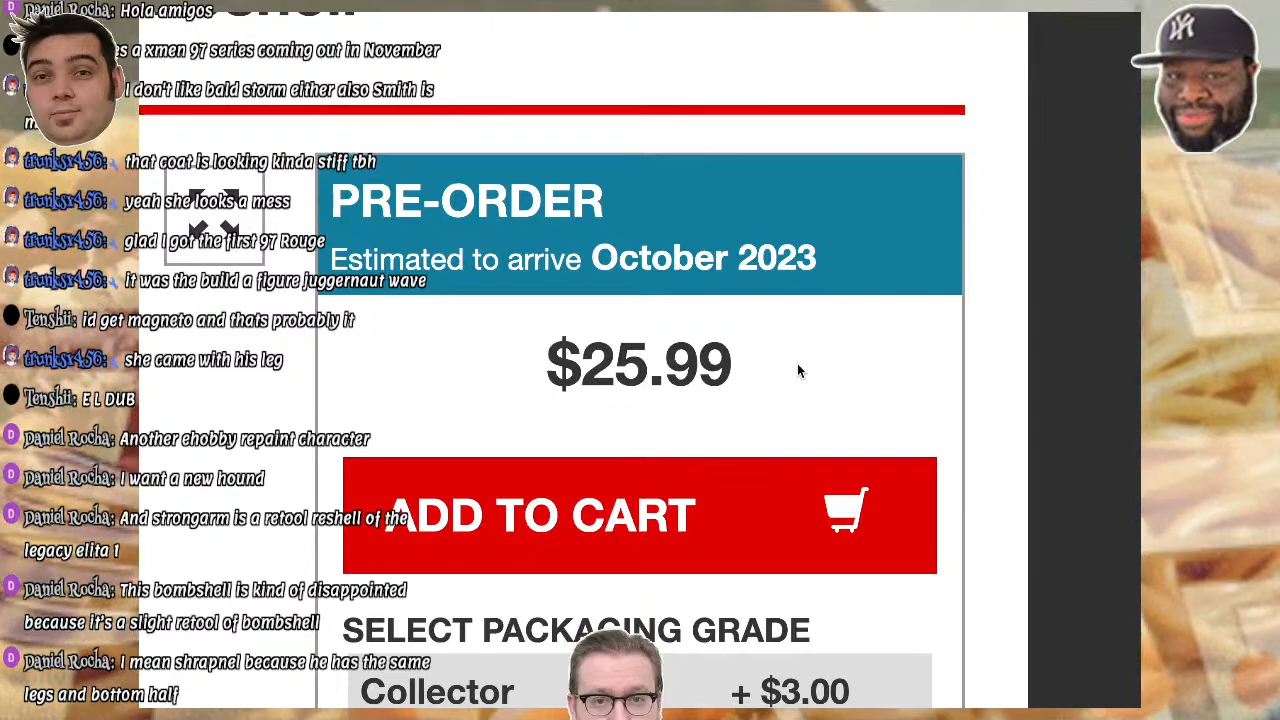 Daniel Rocha: Hola amigos
a xmen 97 series coming out in November
I don't like bald storm either also Smith is
trunksx456: that coat is looking kinda stiff tbh
trunksx456: yeah she looks a mess
trunksx456: glad I got the first 97 Rouge
trunksx456: it was the build a figure juggernaut wave
Tenshii: id get magneto and thats probably it
trunksx456: she came with his leg
Tenshii: E L DUB
Daniel Rocha: Another ehobby repaint character
Daniel Rocha: I want a new hound
Daniel Rocha: And strongarm is a retool reshell of the
legacy elita 1
Daniel Rocha: This bombshell is kind of disappointed
because it's a slight retool of bombshell
Daniel Rocha: I mean shrapnel because he has the same
legs and bottom half
PRE-ORDER
Estimated to arrive October 2023
$25.99
ADD TO CART
SELECT PACKAGING GRADE
Collector + $3.00